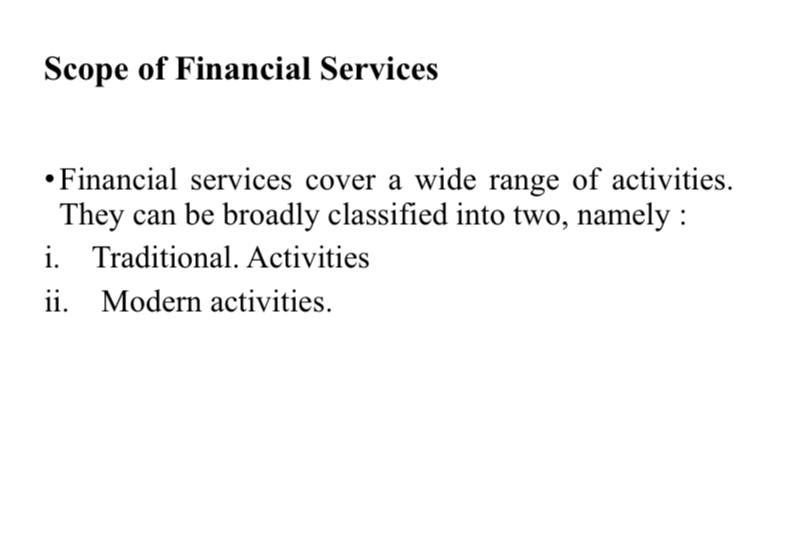 Scope of Financial Services
•Financial services cover a wide range of activities.
They can be broadly classified into two, namely :
i. Traditional. Activities
ii. Modern activities.